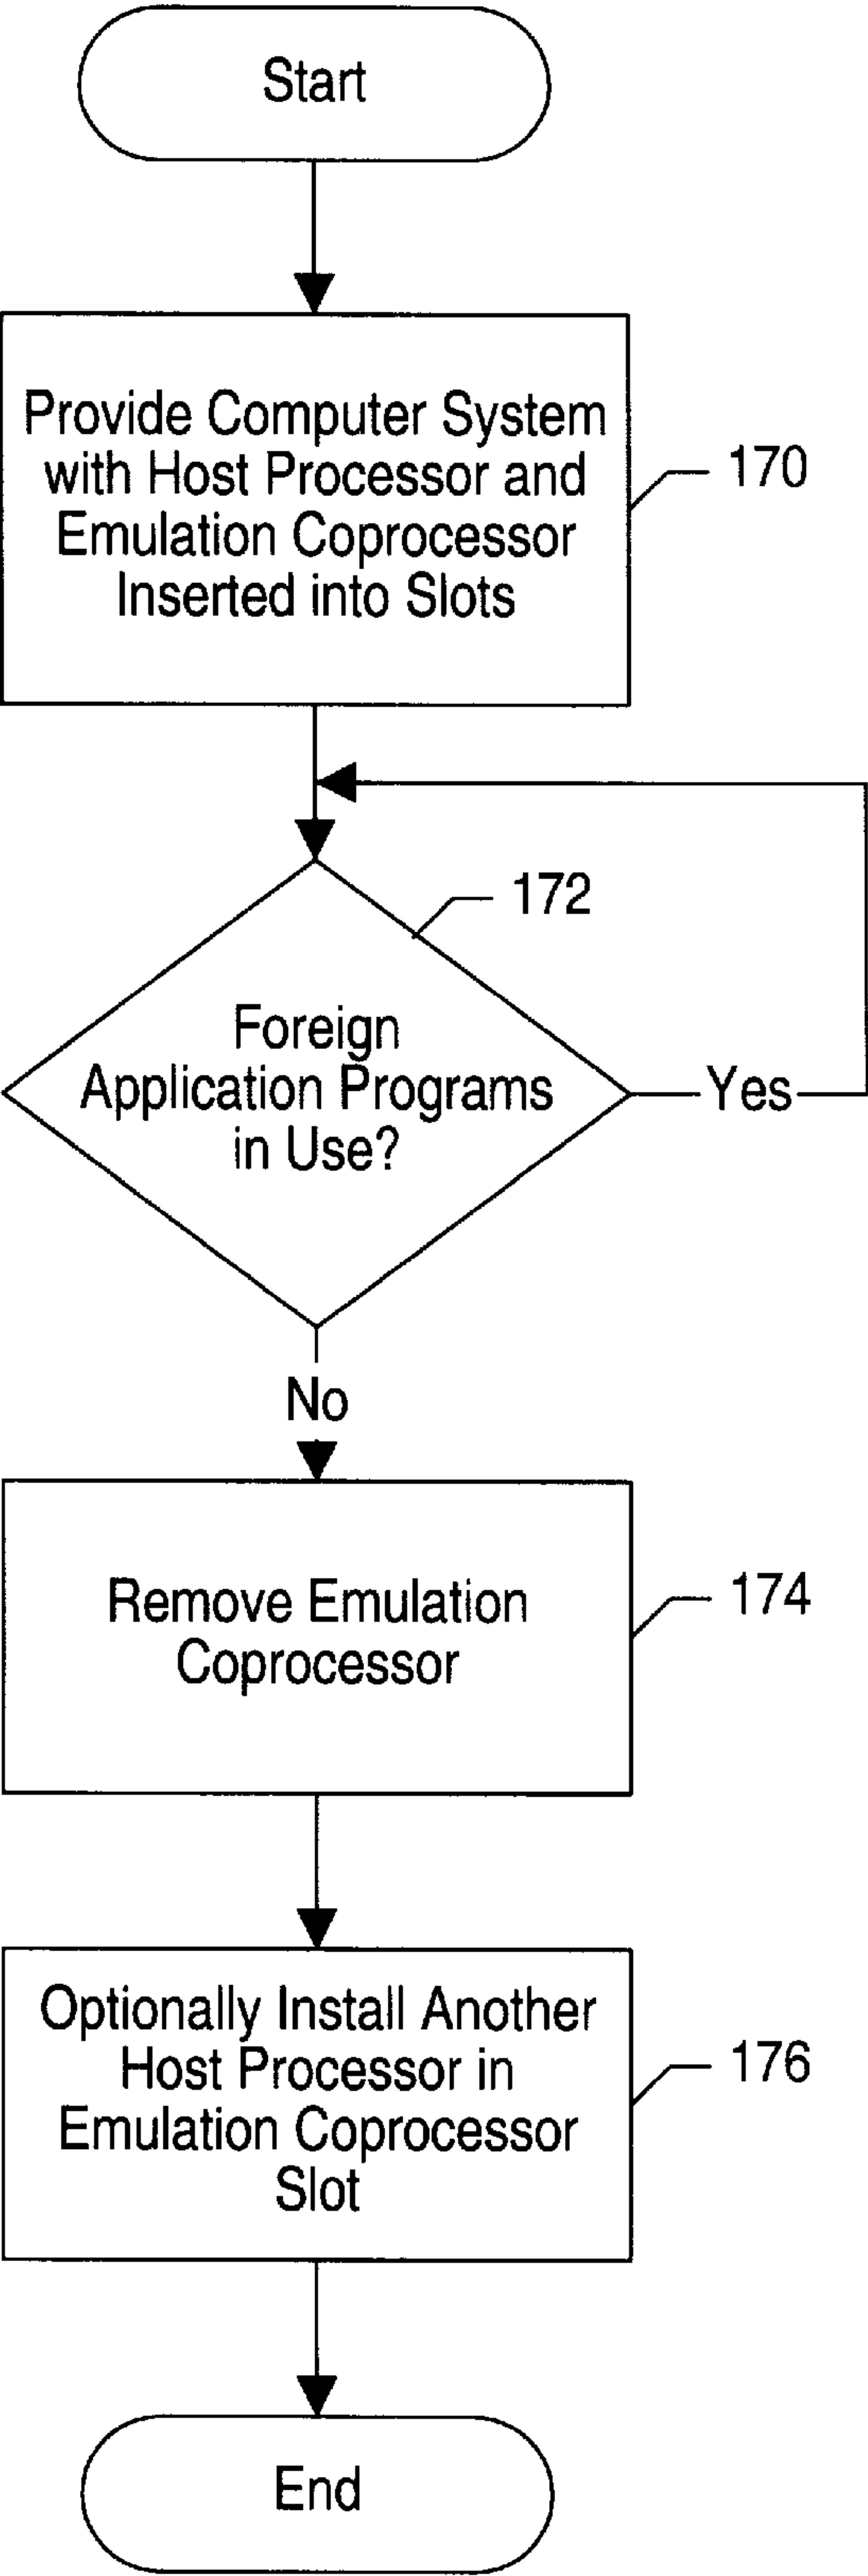 Start
Provide Computer System
with Host Processor and
Emulation Coprocessor
Inserted into Slots
170
172
Foreign
Application Programs
in Use?
Yes
No
Remove Emulation
Coprocessor
174
Optionally Install Another
Host Processor in
Emulation Coprocessor
Slot
176
End